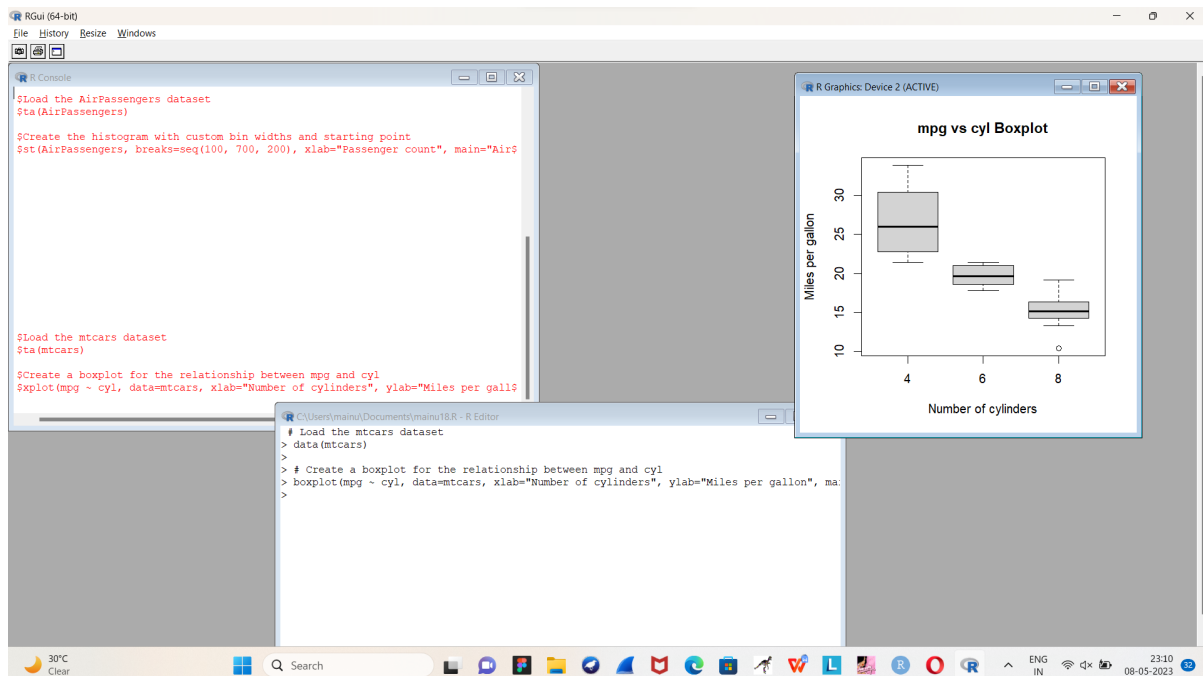 RGui (64-bit)
File History Resize Windows
R Console
$Load the AirPassengers dataset
$ta(AirPassengers)
$Create the histogram with custom bin widths and starting point
$st(AirPassengers, breaks=seq(100, 700, 200), xlab="Passenger count", main="Air$
$Load the mtcars dataset
$ta(mtcars)
$Create a boxplot for the relationship between mpg and cyl
$xplot(mpg ~ cyl, data=mtcars, xlab="Number of cylinders", ylab="Miles per gall$
C:\Users\mainu\Documents\mainu18.R - R Editor
# Load the mtcars dataset
> data(mtcars)
>
> # Create a boxplot for the relationship between mpg and cyl
> boxplot(mpg ~ cyl, data=mtcars, xlab="Number of cylinders", ylab="Miles per gallon", ma
>
R Graphics: Device 2 (ACTIVE)
mpg vs cyl Boxplot
Miles per gallon
30
25
20
15
10
4 6 8
Number of cylinders
30°C
Clear
Search
ENG
IN
23:10
08-05-2023
32